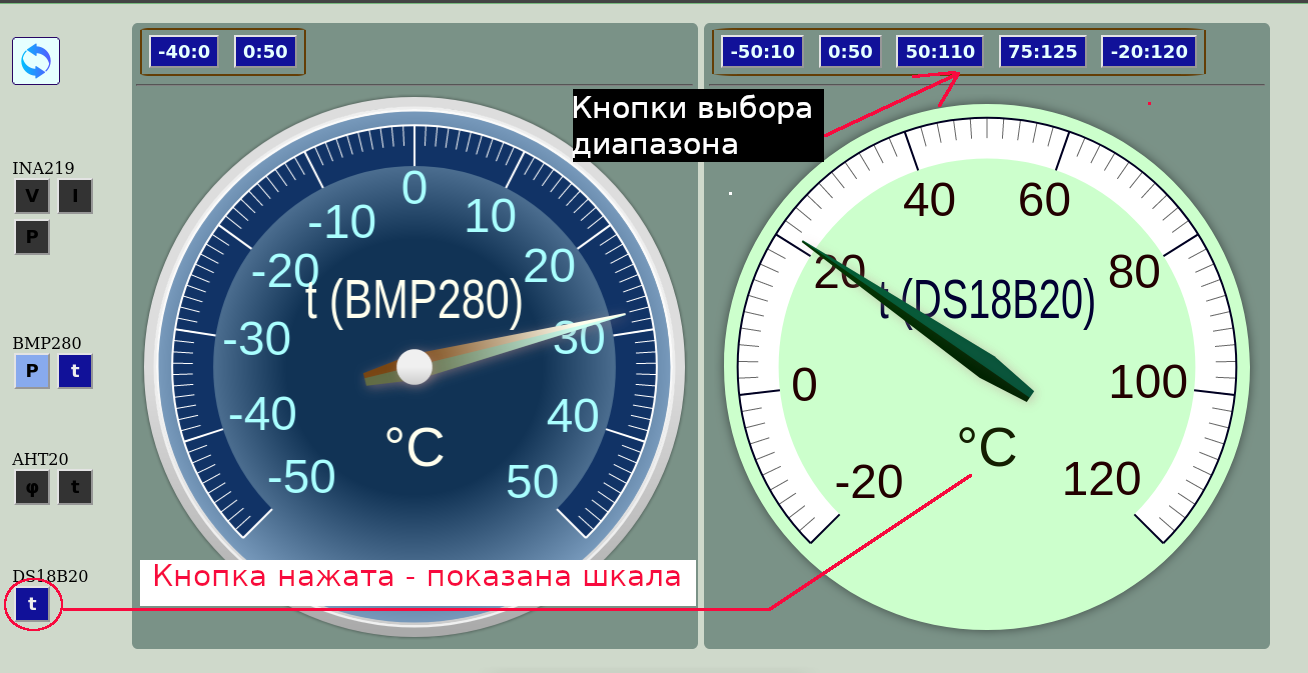 -40:0 0:50
-50:10 0:50 50:110 75:125 -20:120
Кнопки выбора
диапазона
INA219
V I
P
BMP280
P t
AHT20
φ t
DS18B20
t
-50 -40 -30 -20 -10 0 10 20 30 40 50
t (BMP280)
°C
-20 0 20 40 60 80 100 120
t (DS18B20)
°C
Кнопка нажата - показана шкала